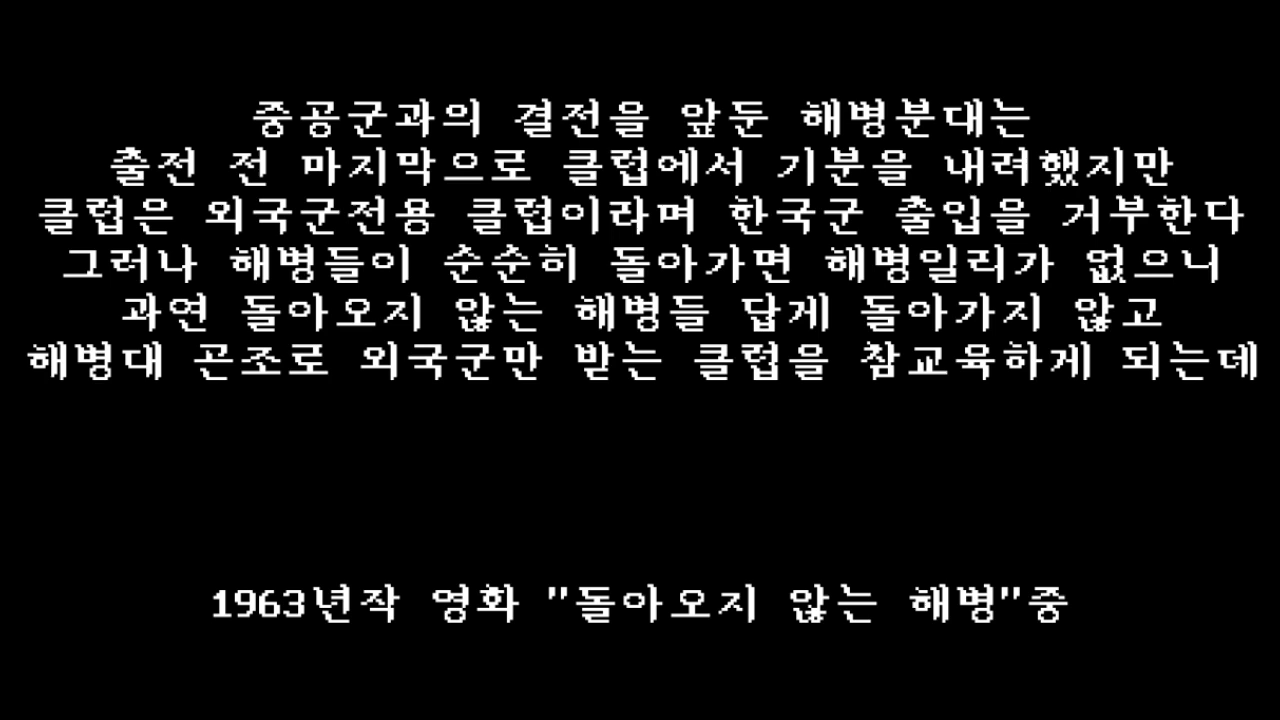 중공군과의 결전을 앞둔 해병분대는
출전 전 마지막으로 클럽에서 기분을 내려했지만
클럽은 외국군전용 클럽이라며 한국군 출입을 거부한다
그러나 해병들이 순순히 돌아가면 해병일리가 없으니
과연 돌아오지 않는 해병들 답게 돌아가지 않고
해병대 곤조로 외국군만 받는 클럽을 참교육하게 되는데
1963년작 영화 "돌아오지 않는 해병"중